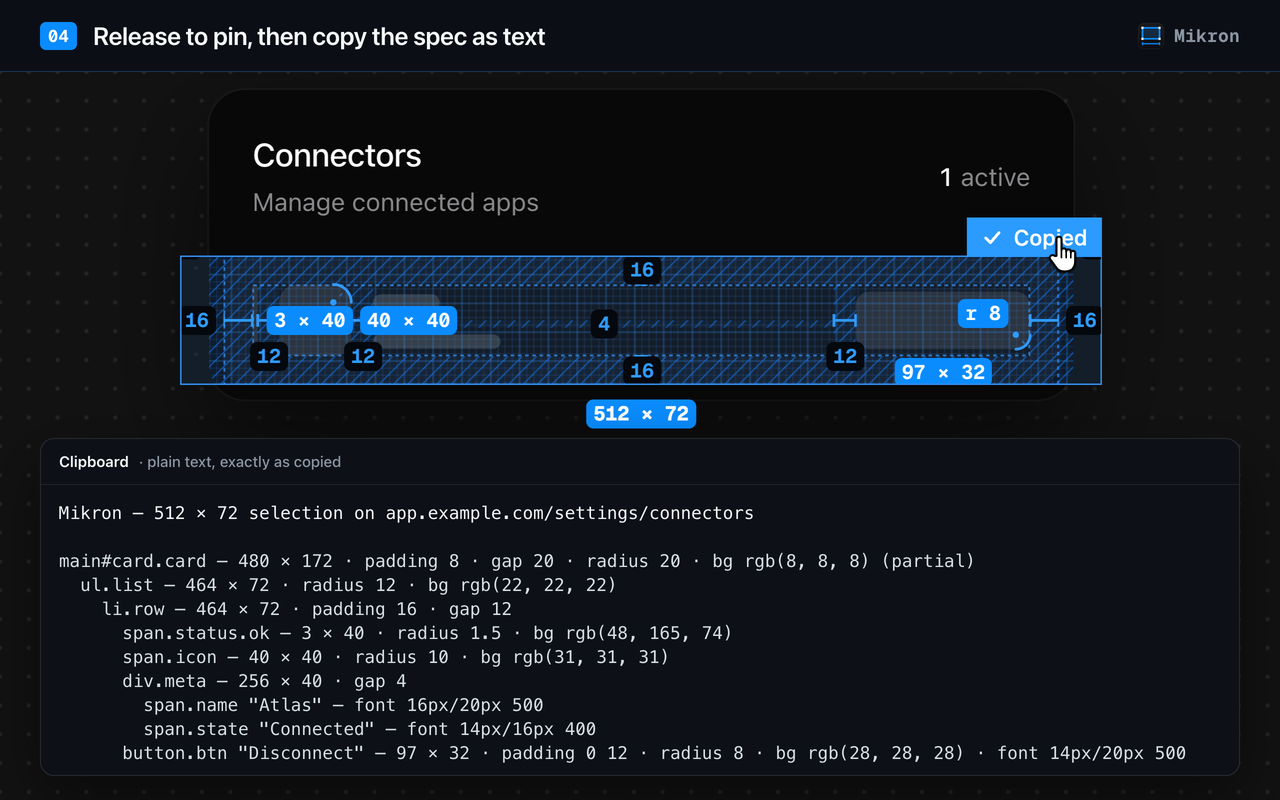 04 Release to pin, then copy the spec as text
Mikron
Connectors
Manage connected apps
1 active
Copied
16
16
3 × 40
40 × 40
4
r 8
16
12
12
12
16
97 × 32
512 × 72
Clipboard · plain text, exactly as copied
Mikron — 512 × 72 selection on app.example.com/settings/connectors
main#card.card — 480 × 172 · padding 8 · gap 20 · radius 20 · bg rgb(8, 8, 8) (partial)
ul.list — 464 × 72 · radius 12 · bg rgb(22, 22, 22)
li.row — 464 × 72 · padding 16 · gap 12
span.status.ok — 3 × 40 · radius 1.5 · bg rgb(48, 165, 74)
span.icon — 40 × 40 · radius 10 · bg rgb(31, 31, 31)
div.meta — 256 × 40 · gap 4
span.name "Atlas" — font 16px/20px 500
span.state "Connected" — font 14px/16px 400
button.btn "Disconnect" — 97 × 32 · padding 0 12 · radius 8 · bg rgb(28, 28, 28) · font 14px/20px 500